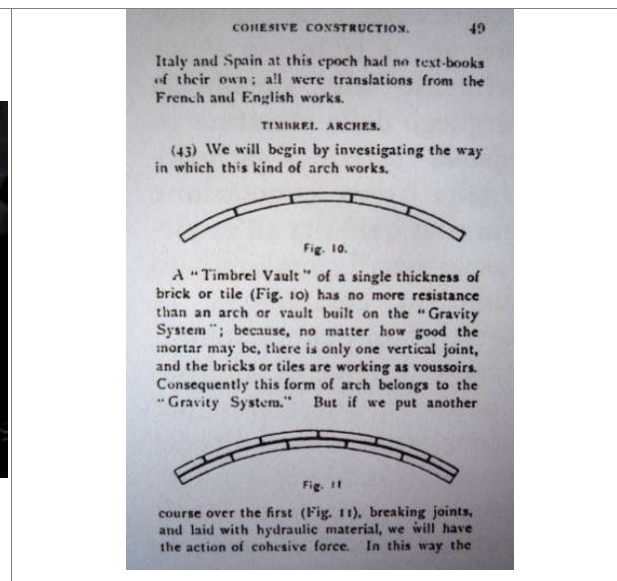 COHESIVE CONSTRUCTION. 49
Italy and Spain at this epoch had no text-books
of their own; all were translations from the
French and English works.
TIMBREL ARCHES.
(43) We will begin by investigating the way
in which this kind of arch works.
Fig. 10.
A "Timbrel Vault" of a single thickness of
brick or tile (Fig. 10) has no more resistance
than an arch or vault built on the "Gravity
System"; because, no matter how good the
mortar may be, there is only one vertical joint,
and the bricks or tiles are working as voussoirs.
Consequently this form of arch belongs to the
"Gravity System." But if we put another
Fig. 11
course over the first (Fig. 11), breaking joints,
and laid with hydraulic material, we will have
the action of cohesive force. In this way the